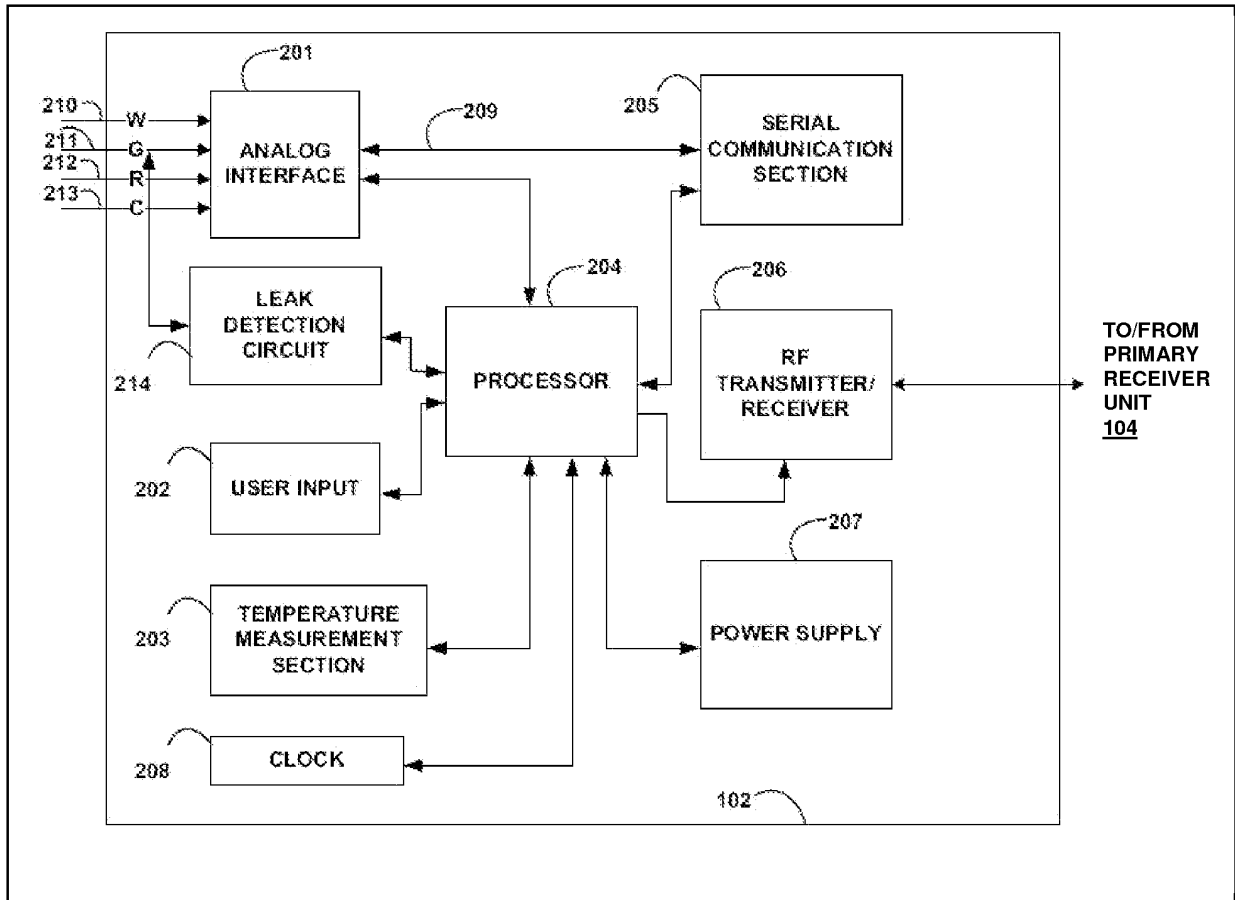 201
210
W
211
G
212
R
213
C
ANALOG
INTERFACE
209
205
SERIAL
COMMUNICATION
SECTION
LEAK
DETECTION
CIRCUIT
214
204
PROCESSOR
206
RF
TRANSMITTER/
RECEIVER
TO/FROM
PRIMARY
RECEIVER
UNIT
104
202
USER INPUT
207
POWER SUPPLY
203
TEMPERATURE
MEASUREMENT
SECTION
208
CLOCK
102